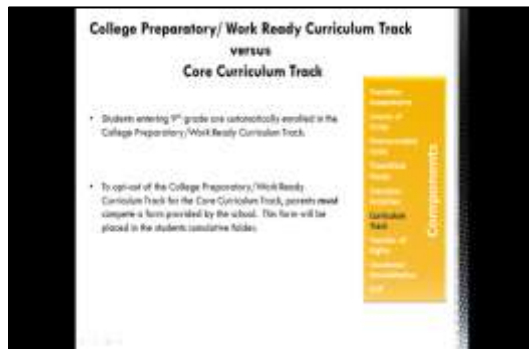 College Preparatory/ Work Ready Curriculum Track
versus
Core Curriculum Track
• Students entering 9th grade are automatically enrolled in the
College Preparatory/Work Ready Curriculum Track.
• To opt-out of the College Preparatory/Work Ready
Curriculum Track for the Core Curriculum Track, parents must
compete a form provided by the school. This form will be
placed in the students cumulative folder.
Curriculum
Track
Components